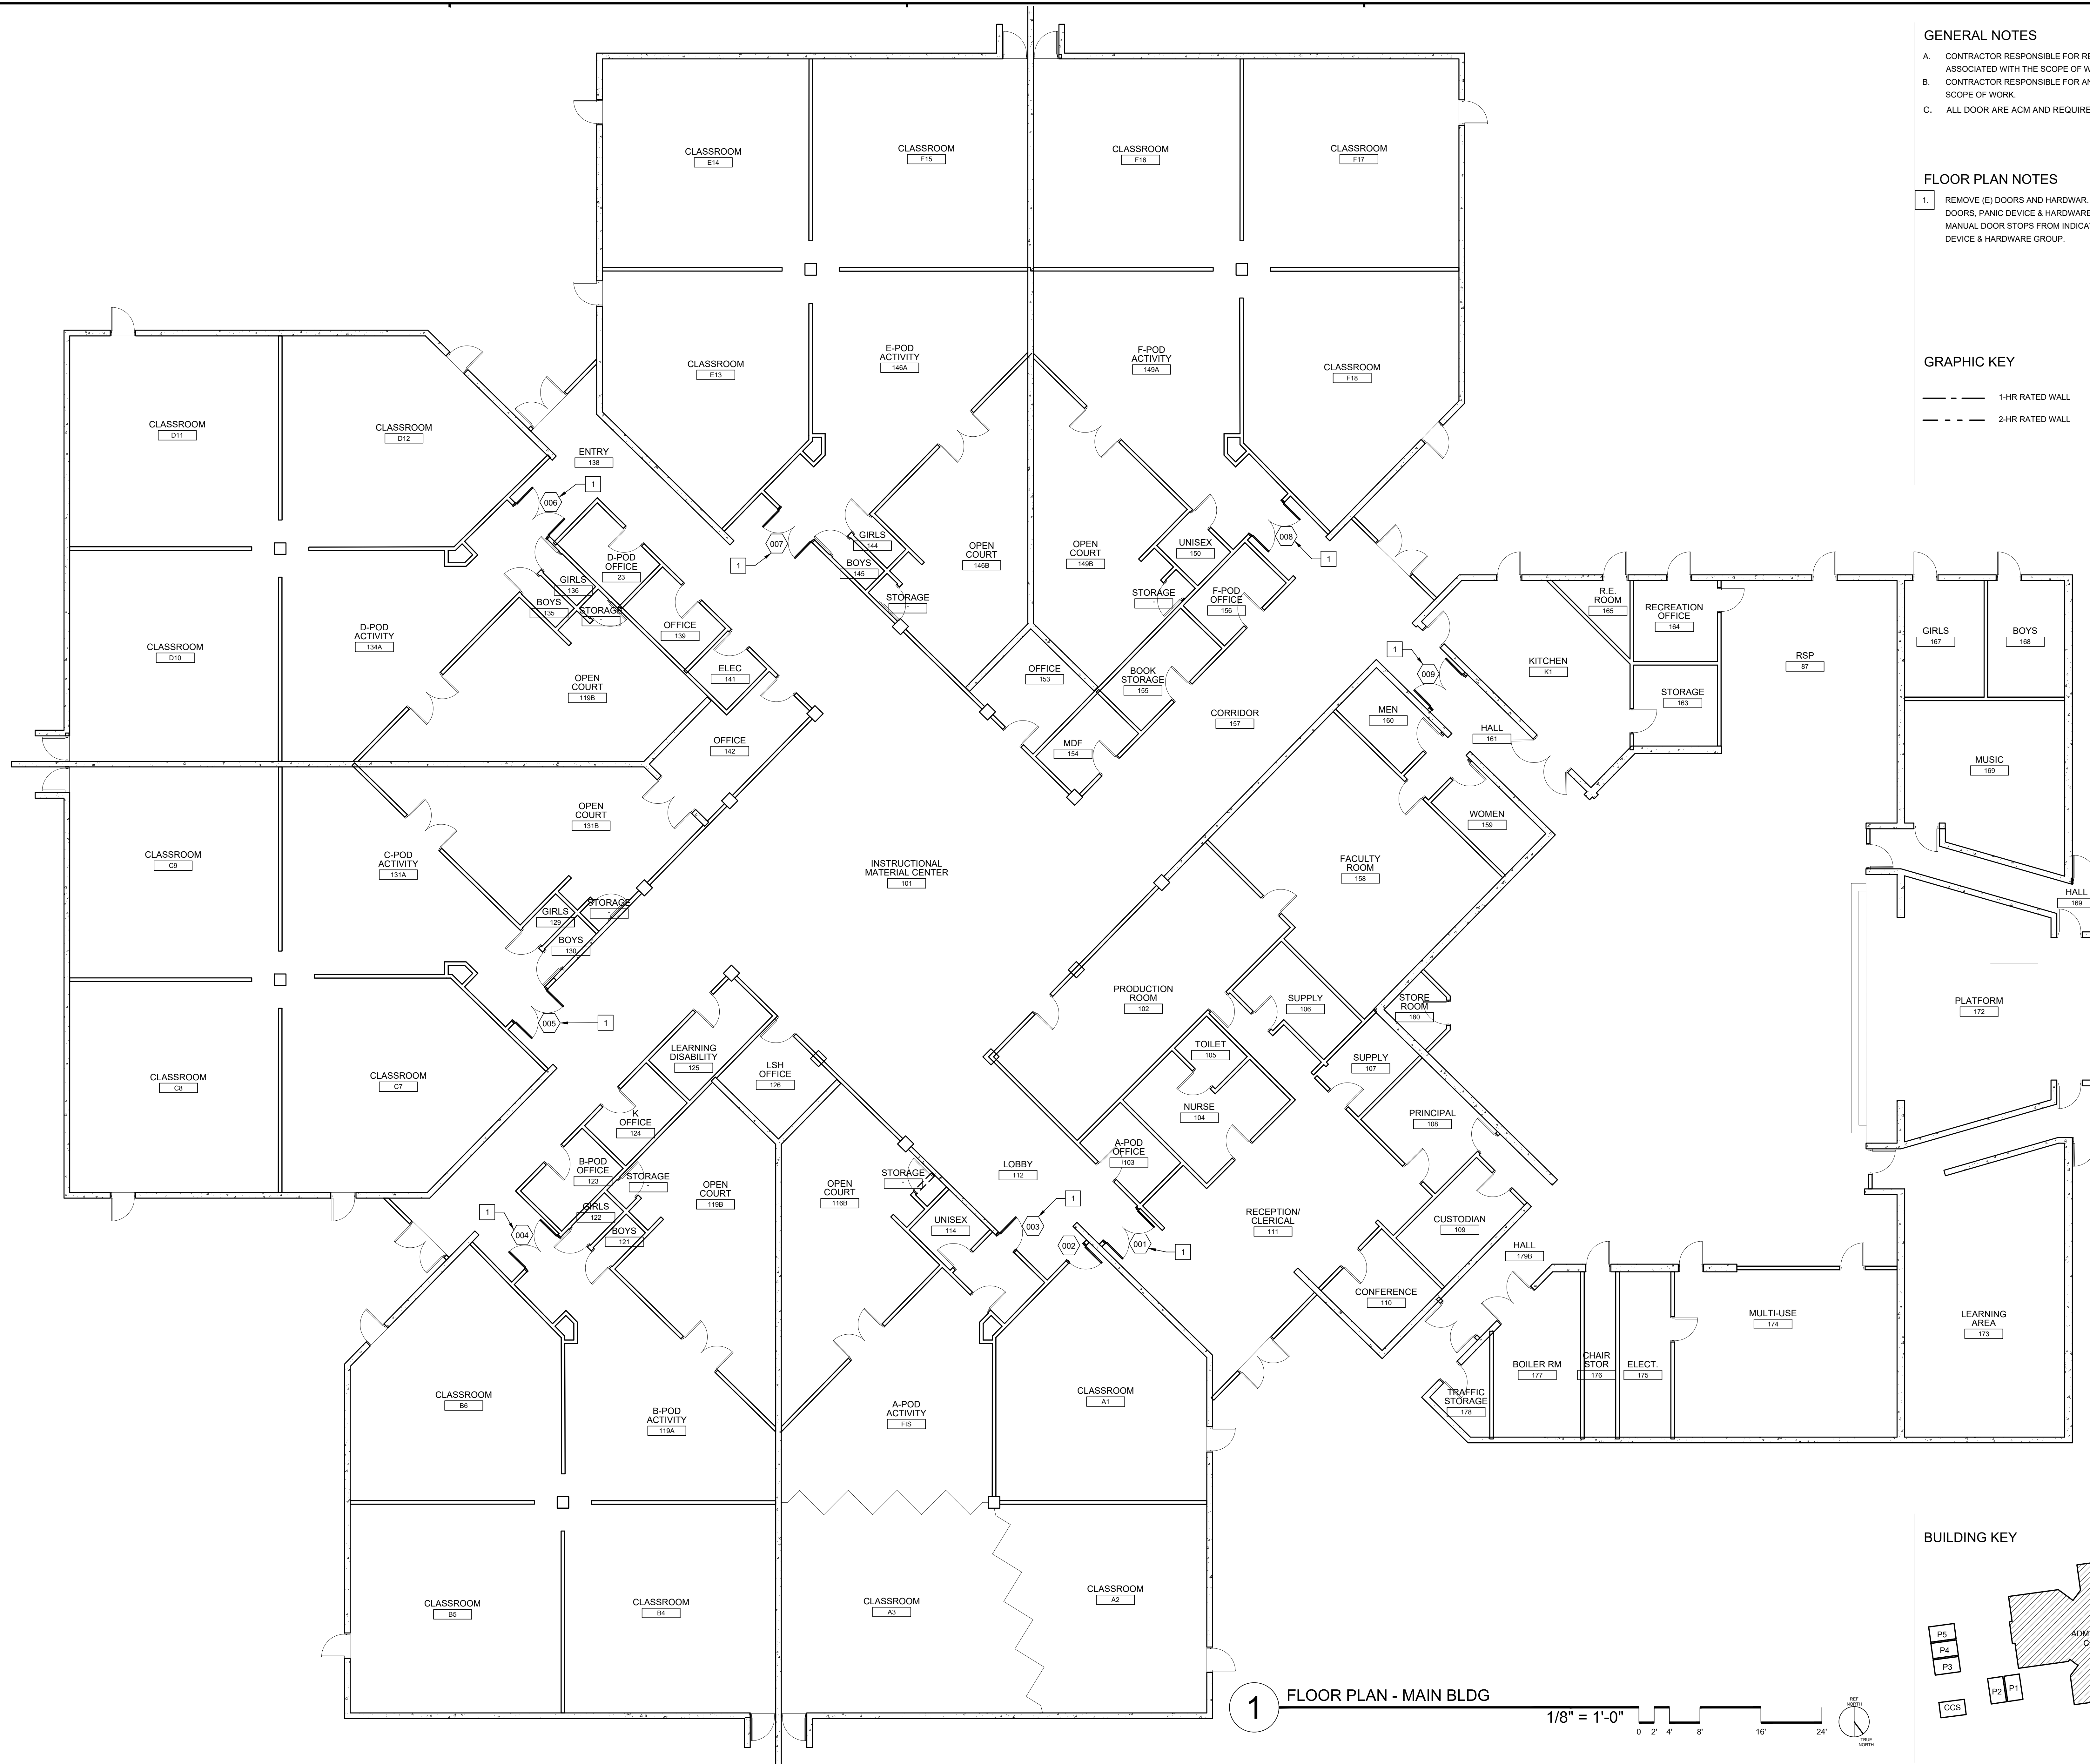 GENERAL NOTES
A. CONTRACTOR RESPONSIBLE FOR
ASSOCIATED WITH THE SCOPE OF
B. CONTRACTOR RESPONSIBLE FOR
SCOPE OF WORK.
C. ALL DOOR ARE ACM AND REQUIRE
FLOOR PLAN NOTES
1. REMOVE (E) DOORS AND HARDWAR.
DOORS, PANIC DEVICE & HARDWARE
MANUAL DOOR STOPS FROM
DEVICE & HARDWARE GROUP.
GRAPHIC KEY
1-HR RATED WALL
2-HR RATED WALL
CLASSROOM
E14
CLASSROOM
E15
CLASSROOM
F16
CLASSROOM
F17
CLASSROOM
E13
E-POD
ACTIVITY
146A
F-POD
ACTIVITY
149A
CLASSROOM
F18
CLASSROOM
D11
CLASSROOM
D12
ENTRY
138
006
1
007
1
008
1
D-POD
OFFICE
23
GIRLS
136
BOYS
135
STORAGE
-
OFFICE
139
ELEC
141
GIRLS
144
BOYS
145
STORAGE
-
OPEN
COURT
146B
OPEN
COURT
149B
UNISEX
150
STORAGE
-
F-POD
OFFICE
156
CLASSROOM
D10
D-POD
ACTIVITY
134A
OPEN
COURT
119B
OFFICE
142
OFFICE
153
BOOK
STORAGE
155
MDF
154
CORRIDOR
157
1
009
MEN
160
HALL
161
KITCHEN
K1
R.E.
ROOM
165
RECREATION
OFFICE
164
STORAGE
163
RSP
87
GIRLS
167
BOYS
168
MUSIC
169
WOMEN
159
FACULTY
ROOM
158
CLASSROOM
C9
C-POD
ACTIVITY
131A
OPEN
COURT
131B
GIRLS
129
BOYS
130
STORAGE
-
005
1
INSTRUCTIONAL
MATERIAL CENTER
101
HALL
169
PLATFORM
172
PRODUCTION
ROOM
102
SUPPLY
106
STORE
ROOM
180
TOILET
105
SUPPLY
107
NURSE
104
PRINCIPAL
108
A-POD
OFFICE
103
LOBBY
112
CLASSROOM
C8
CLASSROOM
C7
LEARNING
DISABILITY
125
LSH
OFFICE
126
K
OFFICE
124
B-POD
OFFICE
123
STORAGE
-
GIRLS
122
BOYS
121
1
004
OPEN
COURT
119B
OPEN
COURT
116B
STORAGE
-
UNISEX
114
003
1
002
001
1
RECEPTION/
CLERICAL
111
CUSTODIAN
109
CONFERENCE
110
HALL
179B
BOILER RM
177
CHAIR
STOR
176
ELECT.
175
TRAFFIC
STORAGE
178
MULTI-USE
174
LEARNING
AREA
173
CLASSROOM
B6
B-POD
ACTIVITY
119A
A-POD
ACTIVITY
FIS
CLASSROOM
A1
CLASSROOM
B5
CLASSROOM
B4
CLASSROOM
A3
CLASSROOM
A2
1
FLOOR PLAN - MAIN BLDG
1/8" = 1'-0"
0 2' 4' 8' 16' 24'
REF
NORTH
TRUE
NORTH
BUILDING KEY
P5
P4
P3
P2
P1
CCS